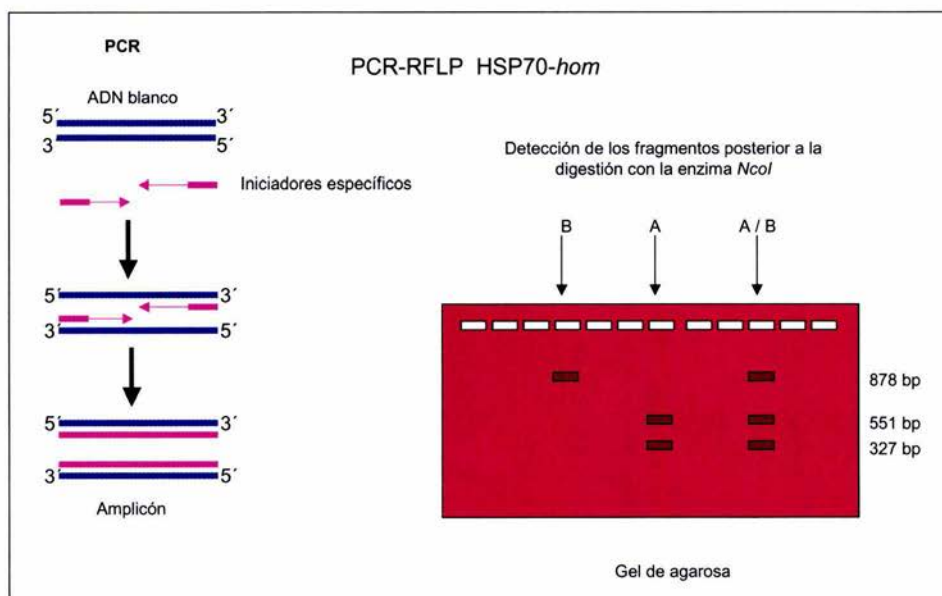 PCR
PCR-RFLP HSP70-hom
ADN blanco
5´ 3´
3´ 5´
Iniciadores específicos
5´ 3´
3´ 5´
5´ 3´
3´ 5´
Amplicón
Detección de los fragmentos posterior a la
digestión con la enzima NcoI
B A A / B
878 bp
551 bp
327 bp
Gel de agarosa